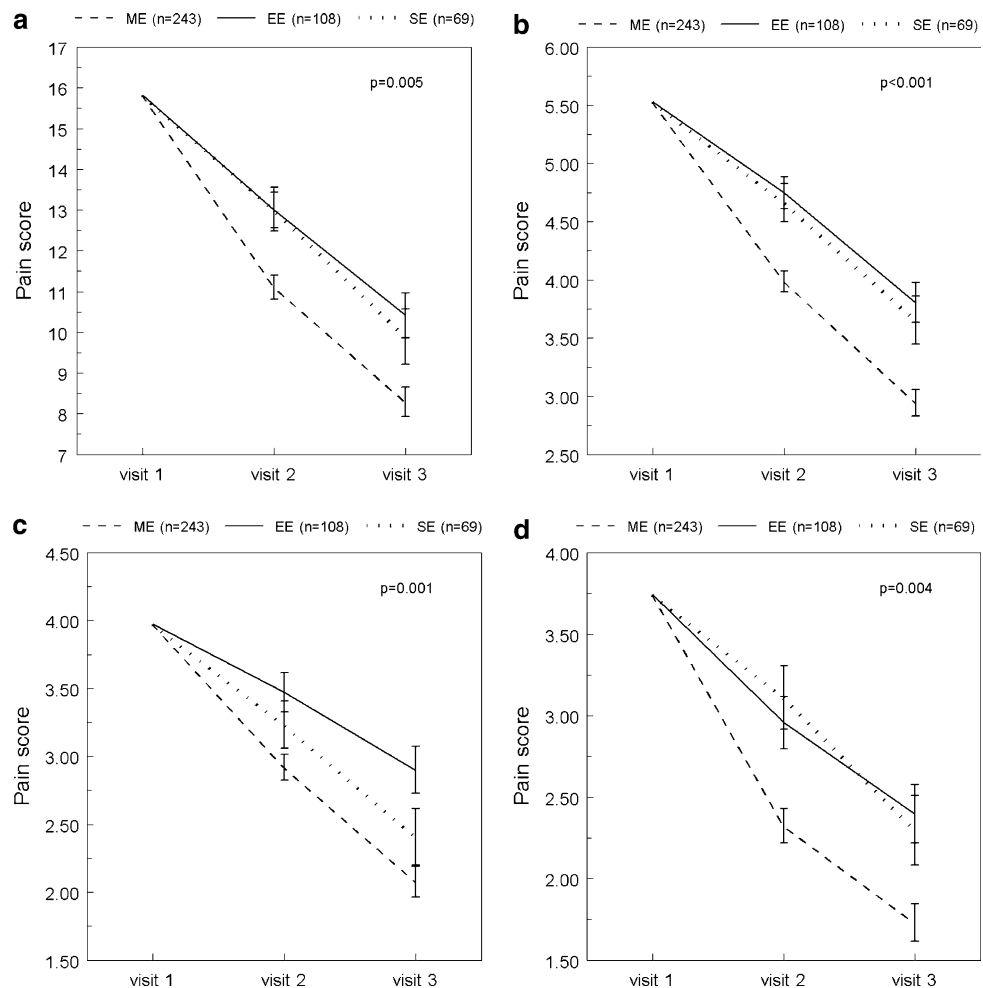 a
ME (n=243) EE (n=108) SE (n=69)
17
16
15
14
13
12
11
10
9
8
7
Pain score
p=0.005
visit 1 visit 2 visit 3
b
ME (n=243) EE (n=108) SE (n=69)
6.00
5.50
5.00
4.50
4.00
3.50
3.00
2.50
Pain score
p<0.001
visit 1 visit 2 visit 3
c
ME (n=243) EE (n=108) SE (n=69)
4.50
4.00
3.50
3.00
2.50
2.00
1.50
Pain score
p=0.001
visit 1 visit 2 visit 3
d
ME (n=243) EE (n=108) SE (n=69)
4.00
3.50
3.00
2.50
2.00
1.50
Pain score
p=0.004
visit 1 visit 2 visit 3